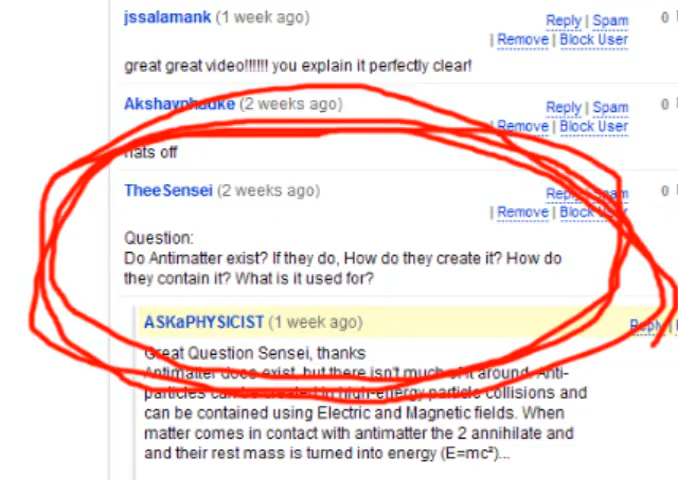 jssalamank (1 week ago)
Reply | Spam
0
| Remove | Block User
great great video!!!!!! you explain it perfectly clear!
Akshayphadke (2 weeks ago)
Reply | Spam
0
| Remove | Block User
hats off
TheeSensei (2 weeks ago)
Reply | Spam
0
| Remove | Block User
Question:
Do Antimatter exist? If they do, How do they create it? How do
they contain it? What is it used for?
ASKaPHYSICIST (1 week ago)
Reply |
Great Question Sensei, thanks
Antimatter does exist, but there isn't much of it around. Anti-
particles can be created in high-energy particle collisions and
can be contained using Electric and Magnetic fields. When
matter comes in contact with antimatter the 2 annihilate and
and their rest mass is turned into energy (E=mc²)...